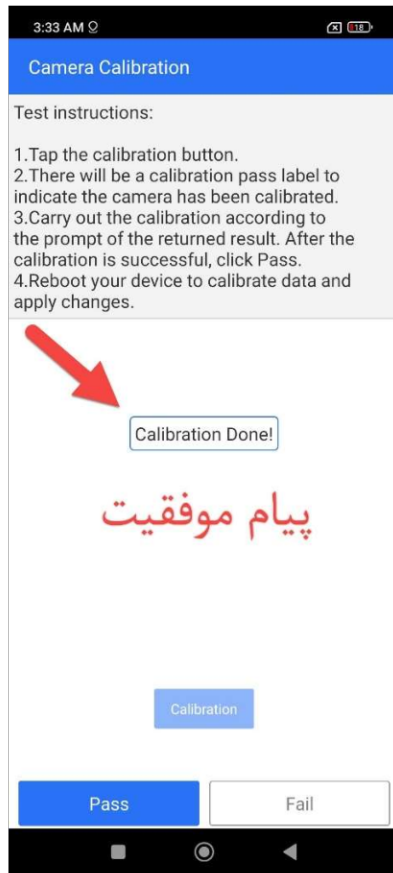 3:33 AM
18
Camera Calibration
Test instructions:
1.Tap the calibration button.
2.There will be a calibration pass label to
indicate the camera has been calibrated.
3.Carry out the calibration according to
the prompt of the returned result. After the
calibration is successful, click Pass.
4.Reboot your device to calibrate data and
apply changes.
Calibration Done!
پیام موفقیت
Calibration
Pass
Fail